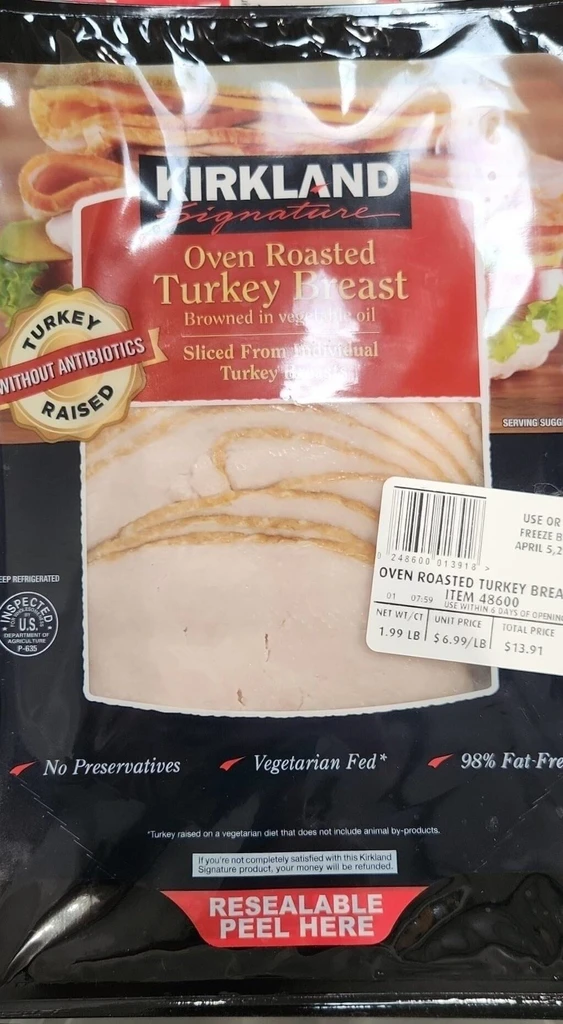 KIRKLAND
Signature
Oven Roasted
Turkey Breast
Browned in vegetable oil
Sliced From Individual
Turkey
TURKEY
WITHOUT ANTIBIOTICS
RAISED
SERVING SUGG
USE OR
FREEZE B
APRIL 5,2
0 248600 013918 >
OVEN ROASTED TURKEY BREA
ITEM 48600
01 07:59 USE WITHIN 6 DAYS OF OPENING
NET WT/CT UNIT PRICE TOTAL PRICE
1.99 LB $6.99/LB $13.91
EEP REFRIGERATED
INSPECTED
U.S.
DEPARTMENT OF
AGRICULTURE
P-635
No Preservatives Vegetarian Fed* 98% Fat-Fre
*Turkey raised on a vegetarian diet that does not include animal by-products.
If you're not completely satisfied with this Kirkland
Signature product, your money will be refunded.
RESEALABLE
PEEL HERE